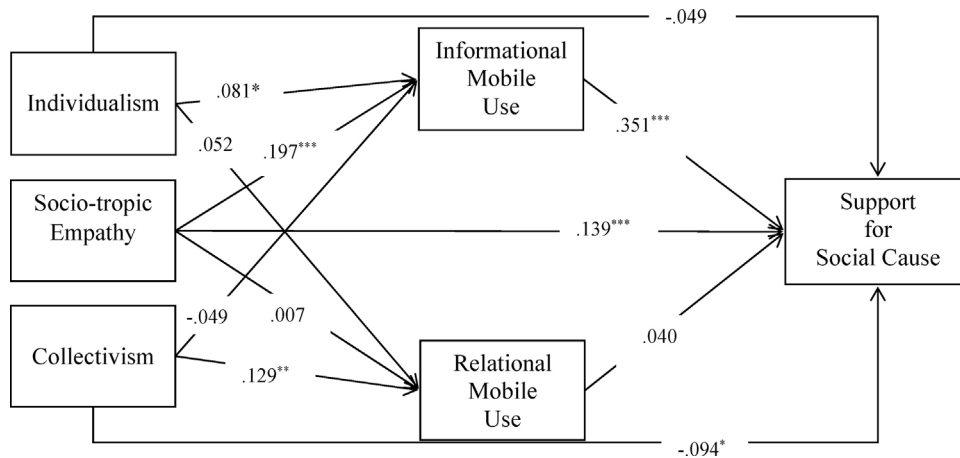 -.049
Individualism
Informational
Mobile
Use
.081*
.052
.351***
.197***
Socio-tropic
Empathy
.139***
Support
for
Social Cause
-.049
.007
.040
Collectivism
.129**
Relational
Mobile
Use
-.094*